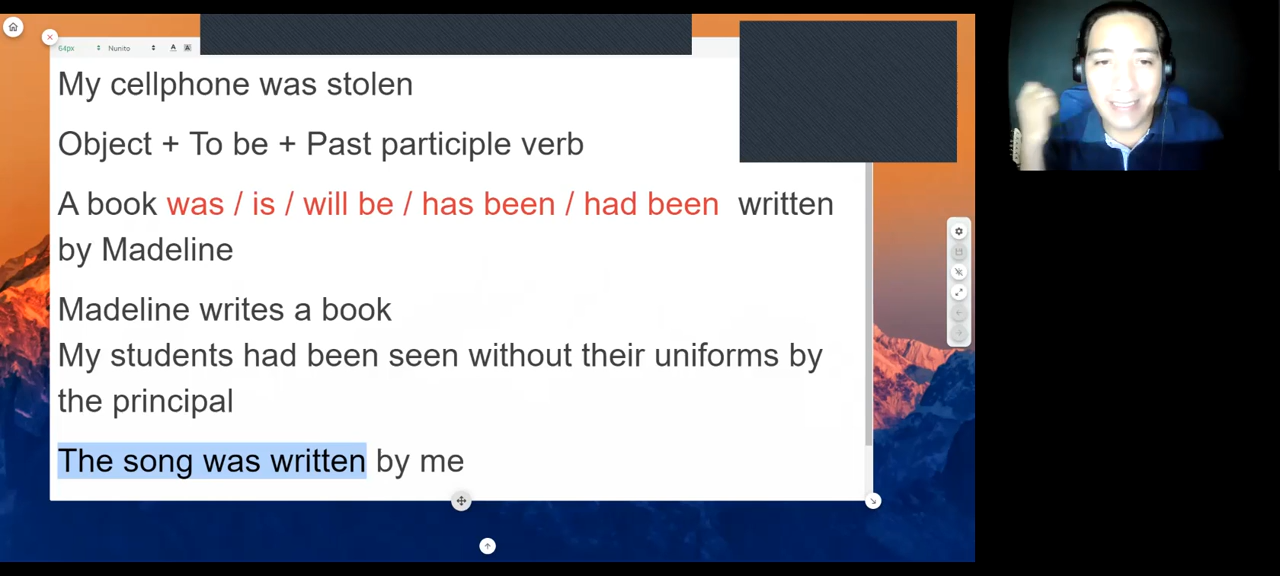 64px Nunito A A
My cellphone was stolen
Object + To be + Past participle verb
A book was / is / will be / has been / had been written
by Madeline
Madeline writes a book
My students had been seen without their uniforms by
the principal
The song was written by me